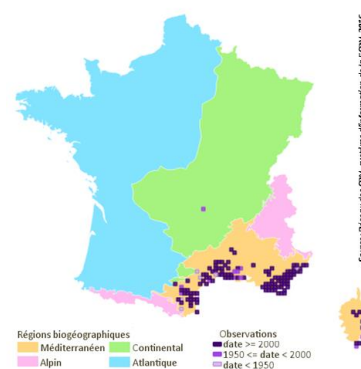 Régions biogéographiques
Méditerranéen Continental
Alpin Atlantique
Observations
date >= 2000
1950 <= date < 2000
date < 1950